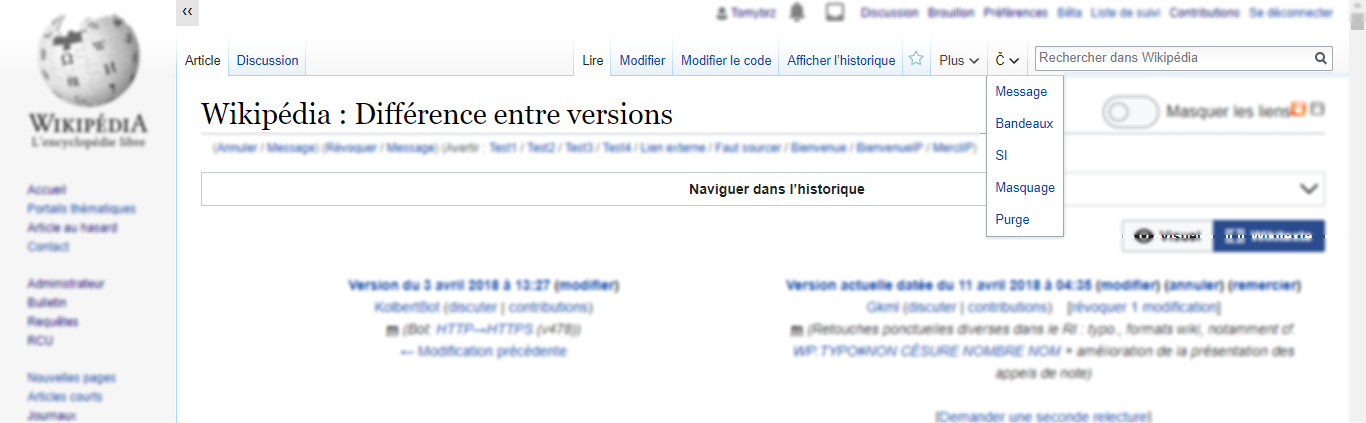 ‹‹
Tomybrz Discussion Brouillon Préférences Bêta Liste de suivi Contributions Se déconnecter
WIKIPÉDIA
L'encyclopédie libre
Article Discussion Lire Modifier Modifier le code Afficher l'historique Plus Č Rechercher dans Wikipédia
Message
Bandeaux
SI
Masquage
Purge
Wikipédia : Différence entre versions
Masquer les liens
(Annuler / Message) (Révoquer / Message) (Avertir : Test1 / Test2 / Test3 / Test4 / Lien externe / Faut sourcer / Bienvenue / BienvenueIP / MerciIP)
Naviguer dans l'historique
Visuel Wikitexte
Accueil
Portails thématiques
Article au hasard
Contact
Administrateur
Bulletin
Requêtes
RCU
Nouvelles pages
Articles courts
Journaux
Version du 3 avril 2018 à 13:27 (modifier)
KolbertBot (discuter | contributions)
m (Bot: HTTP→HTTPS (v478))
← Modification précédente
Version actuelle datée du 11 avril 2018 à 04:35 (modifier) (annuler) (remercier)
Gkml (discuter | contributions) [révoquer 1 modification]
m (Retouches ponctuelles diverses dans le RI : typo., formats wiki, notamment cf.
WP:TYPO#NON CÉSURE NOMBRE NOM + amélioration de la présentation des
appels de note)
[Demander une seconde relecture]